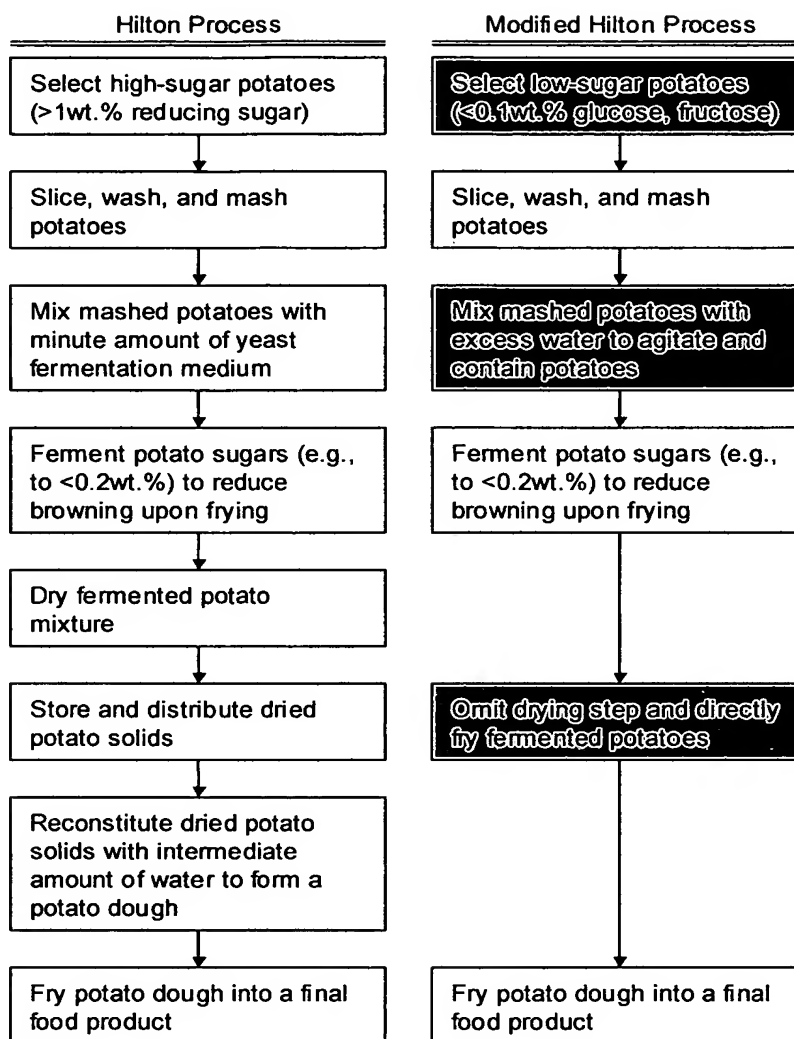 Hilton Process
Select high-sugar potatoes
(>1wt.% reducing sugar)
Slice, wash, and mash
potatoes
Mix mashed potatoes with
minute amount of yeast
fermentation medium
Ferment potato sugars (e.g.,
to <0.2wt.%) to reduce
browning upon frying
Dry fermented potato
mixture
Store and distribute dried
potato solids
Reconstitute dried potato
solids with intermediate
amount of water to form a
potato dough
Fry potato dough into a final
food product
Modified Hilton Process
Select low-sugar potatoes
(<0.1wt.% glucose, fructose)
Slice, wash, and mash
potatoes
Mix mashed potatoes with
excess water to agitate and
contain potatoes
Ferment potato sugars (e.g.,
to <0.2wt.%) to reduce
browning upon frying
Omit drying step and directly
fry fermented potatoes
Fry potato dough into a final
food product